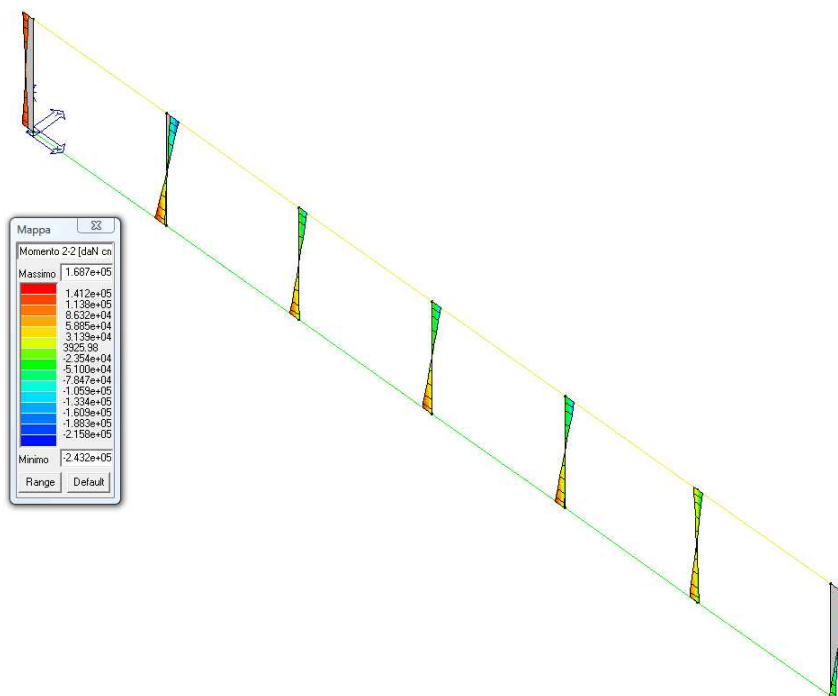 Mappa
Momento 2-2 [daN cn
Massimo 1.687e+05
1.412e+05
1.138e+05
8.632e+04
5.885e+04
3.139e+04
3925.98
-2.354e+04
-5.100e+04
-7.847e+04
-1.059e+05
-1.334e+05
-1.609e+05
-1.883e+05
-2.158e+05
Minimo -2.432e+05
Range Default